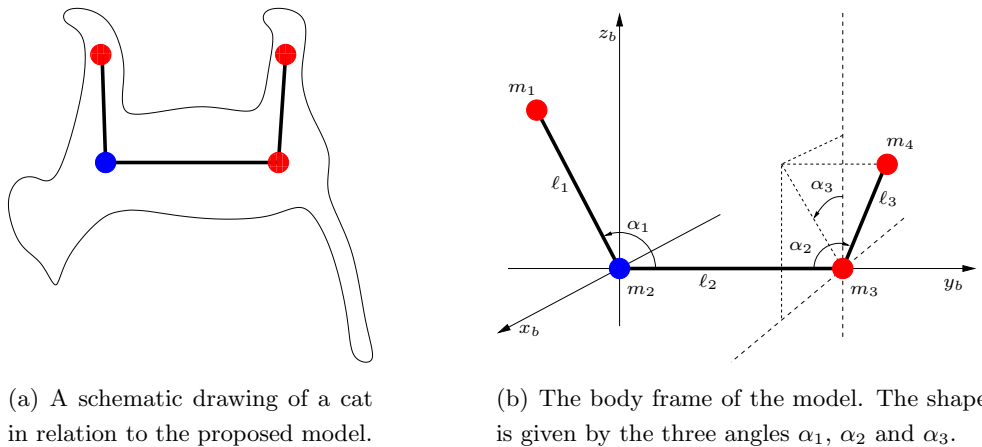 z_b
m_1
m_4
α_3
ℓ_1
α_1
ℓ_3
α_2
m_2
ℓ_2
m_3
y_b
x_b
(a) A schematic drawing of a cat
in relation to the proposed model.
(b) The body frame of the model. The shape
is given by the three angles α_1, α_2 and α_3.